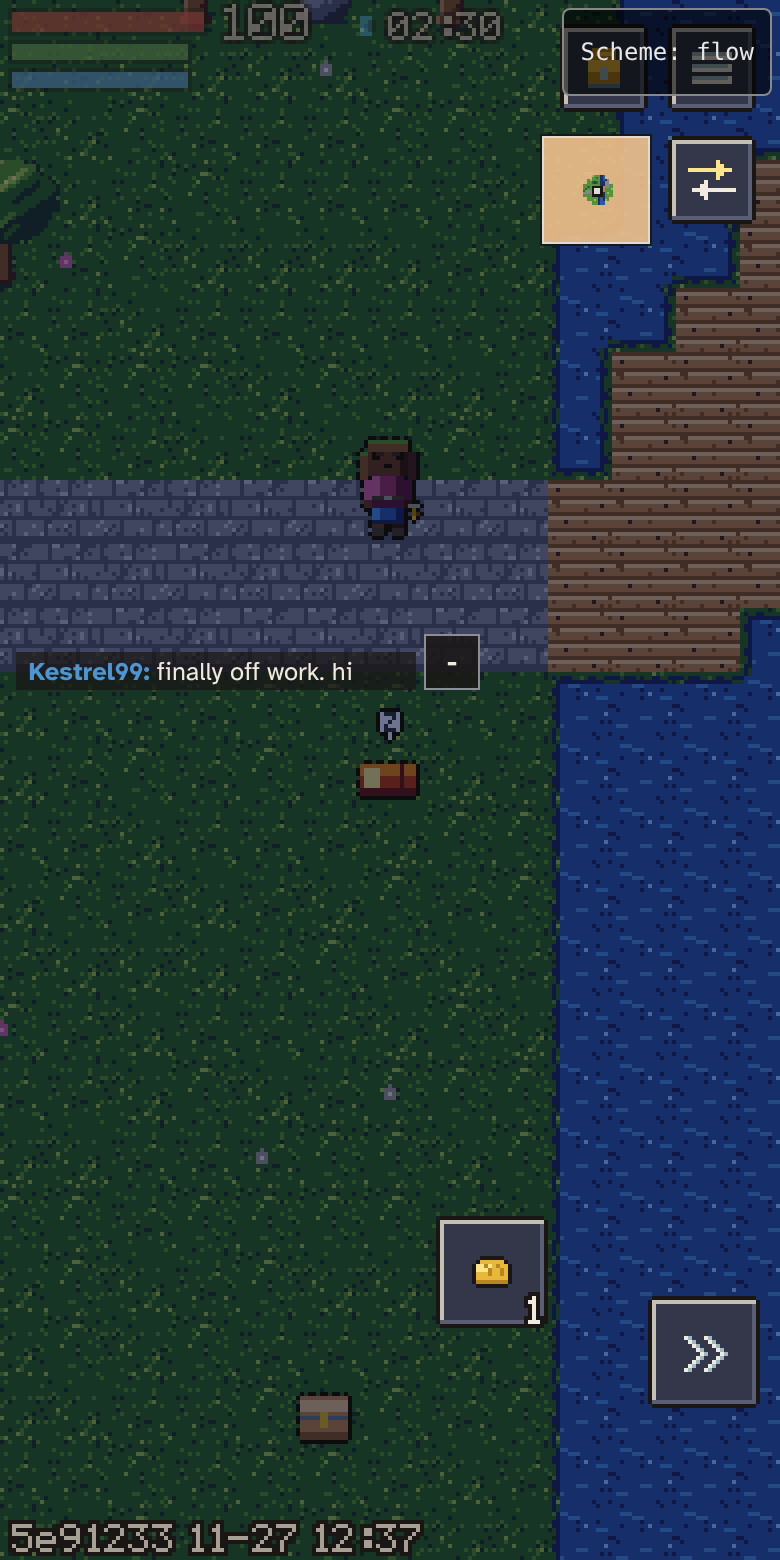 100
02:30
Scheme: flow
Kestrel99: finally off work. hi
-
1
5e91233 11-27 12:37